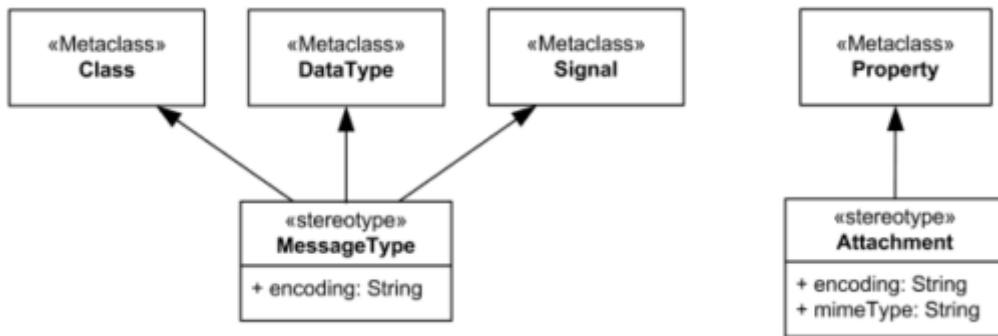 «Metaclass»
Class
«Metaclass»
DataType
«Metaclass»
Signal
«Metaclass»
Property
«stereotype»
MessageType
+ encoding: String
«stereotype»
Attachment
+ encoding: String
+ mimeType: String